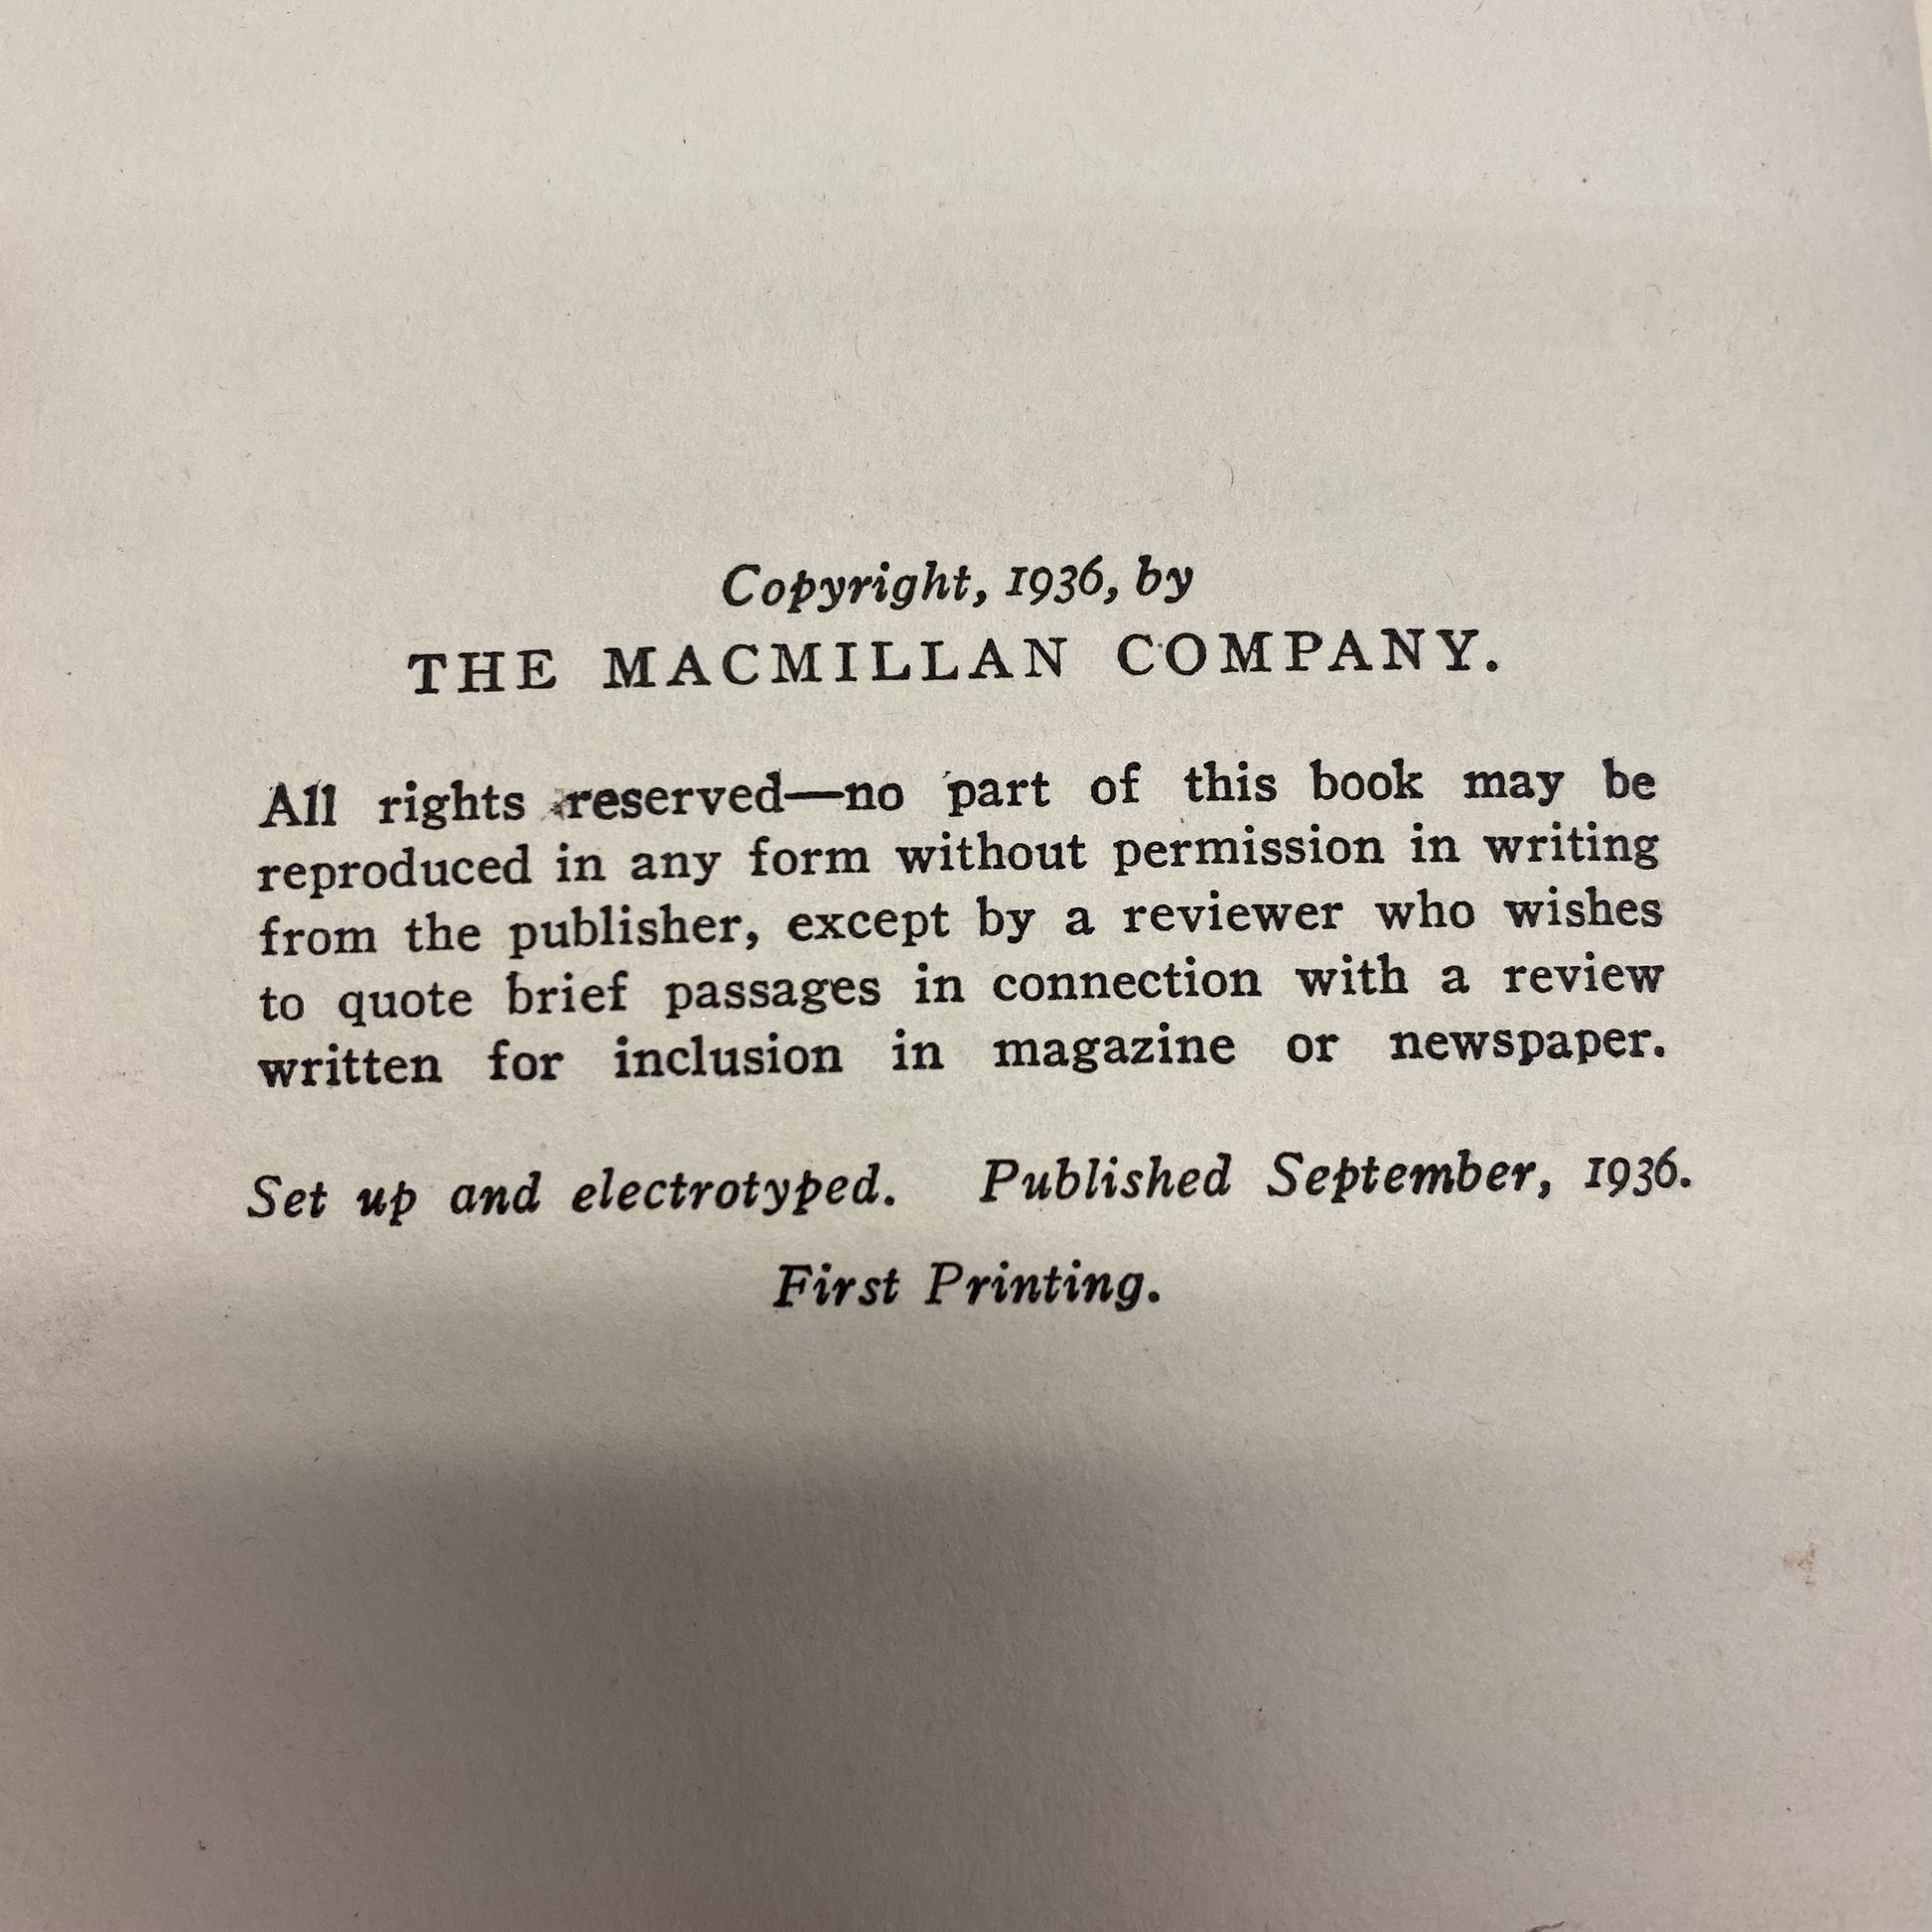 Copyright, 1936, by
THE MACMILLAN COMPANY.
All rights reserved—no part of this book may be
reproduced in any form without permission in writing
from the publisher, except by a reviewer who wishes
to quote brief passages in connection with a review
written for inclusion in magazine or newspaper.
Set up and electrotyped. Published September, 1936.
First Printing.